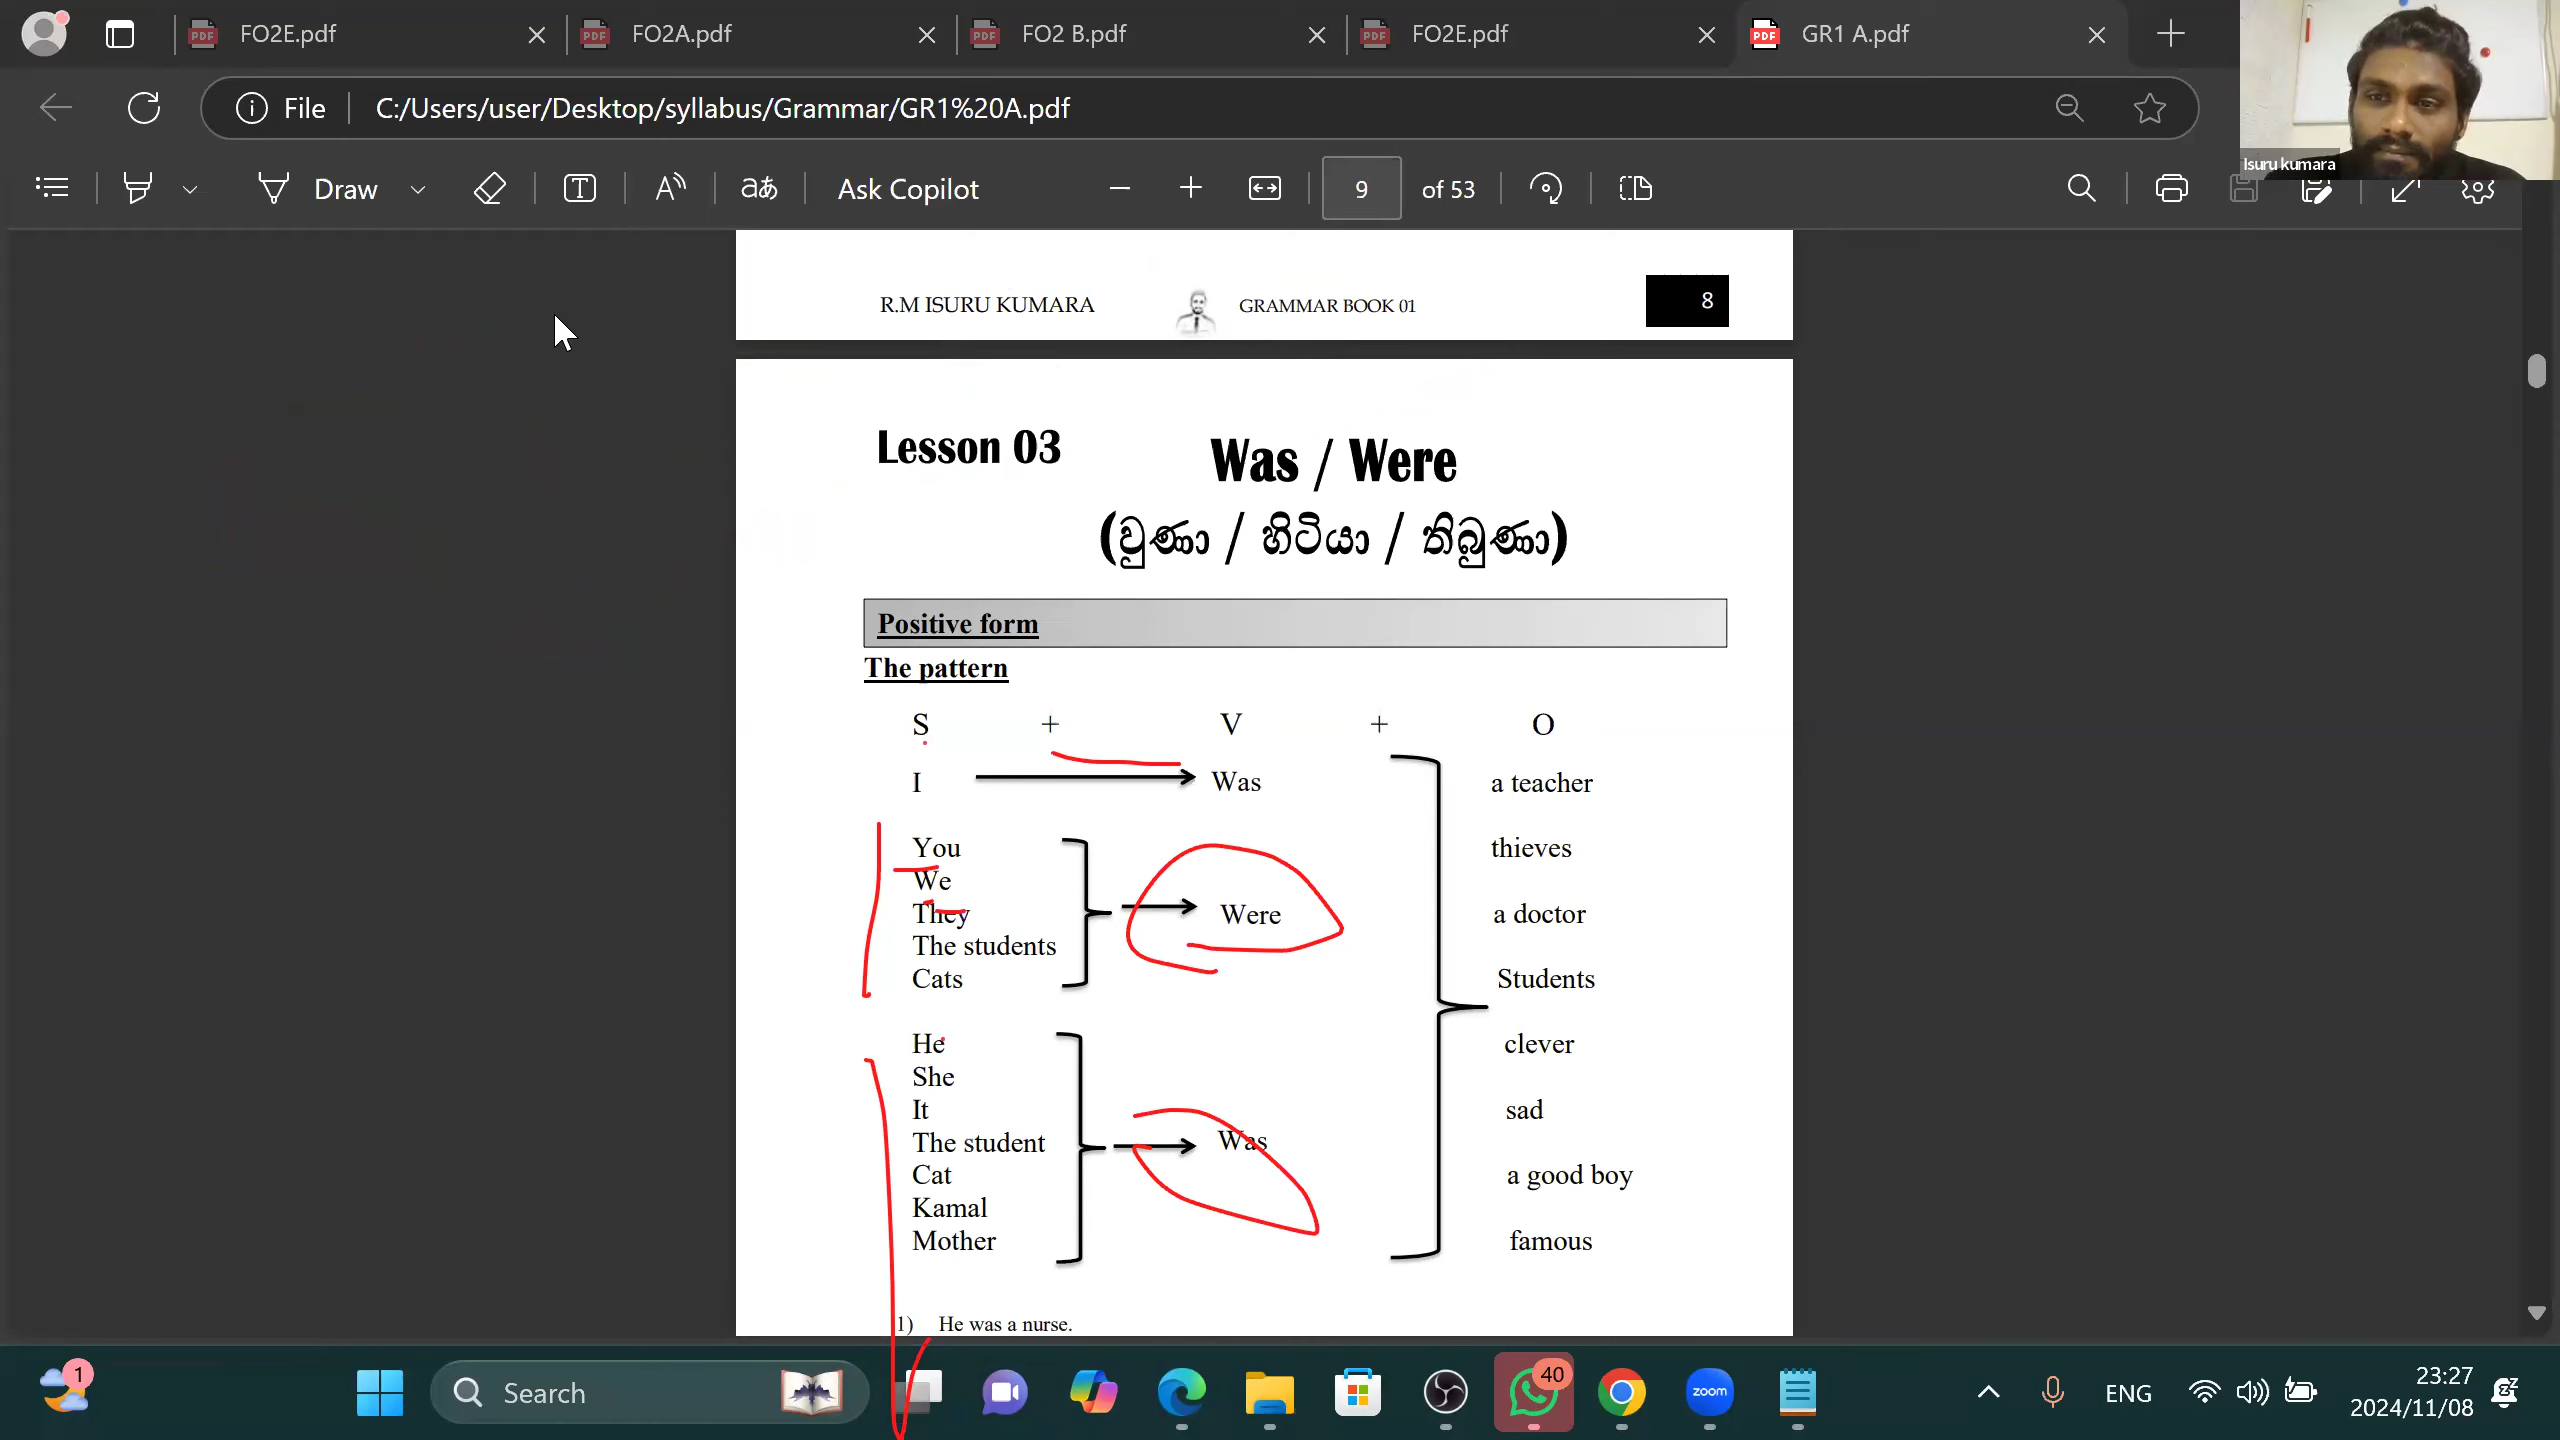 FO2E.pdf FO2A.pdf FO2 B.pdf FO2E.pdf GR1 A.pdf
File C:/Users/user/Desktop/syllabus/Grammar/GR1%20A.pdf
Isuru kumara
Draw Ask Copilot 9 of 53
R.M ISURU KUMARA GRAMMAR BOOK 01 8
Lesson 03 Was / Were
(වුණා / හිටියා / තිබුණා)
Positive form
The pattern
S + V + O
I Was a teacher
You thieves
We
They Were a doctor
The students
Cats Students
He clever
She
It sad
The student Was
Cat a good boy
Kamal
Mother famous
1) He was a nurse.
1 Search 40 zoom ENG 23:27
2024/11/08